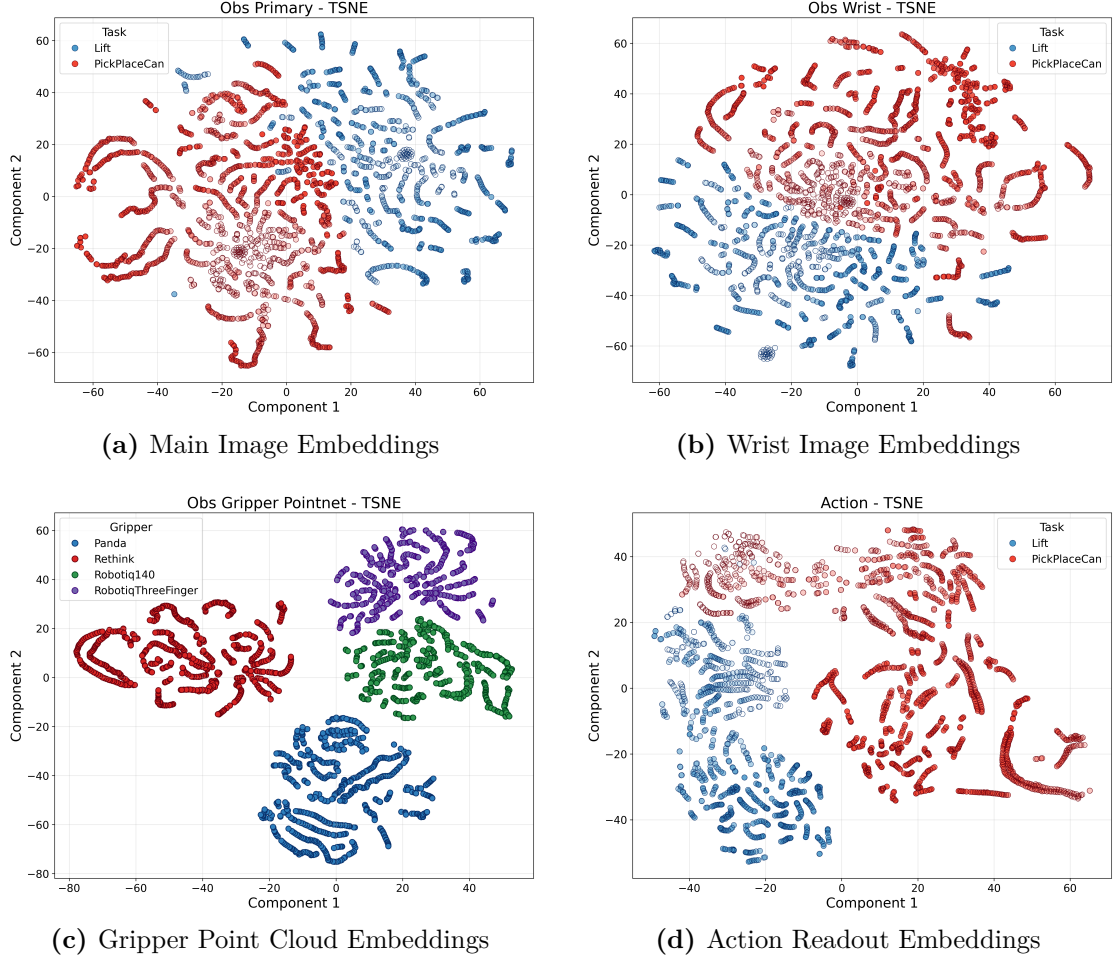 Obs Primary - TSNE
Task
Lift
PickPlaceCan
60
40
20
0
−20
−40
−60
Component 2
−60 −40 −20 0 20 40 60
Component 1
(a) Main Image Embeddings
Obs Wrist - TSNE
Task
Lift
PickPlaceCan
60
40
20
0
−20
−40
−60
Component 2
−60 −40 −20 0 20 40 60
Component 1
(b) Wrist Image Embeddings
Obs Gripper Pointnet - TSNE
Gripper
Panda
Rethink
Robotiq140
RobotiqThreeFinger
60
40
20
0
−20
−40
−60
−80
Component 2
−80 −60 −40 −20 0 20 40
Component 1
(c) Gripper Point Cloud Embeddings
Action - TSNE
Task
Lift
PickPlaceCan
40
20
0
−20
−40
Component 2
−40 −20 0 20 40 60
Component 1
(d) Action Readout Embeddings